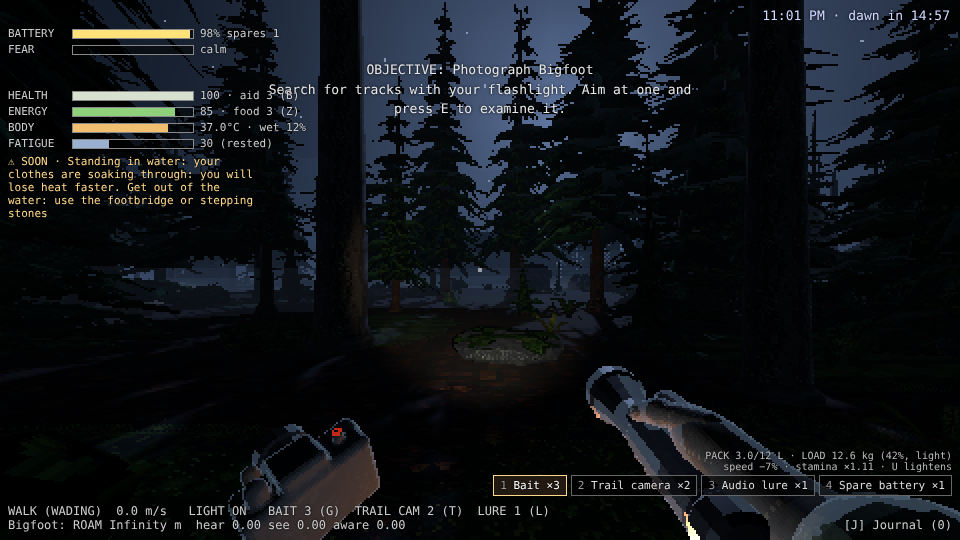 11:01 PM · dawn in 14:57
BATTERY 98% spares 1
FEAR calm
OBJECTIVE: Photograph Bigfoot
Search for tracks with your flashlight. Aim at one and
press E to examine it.
HEALTH 100 · aid 3 (B)
ENERGY 85 · food 3 (Z)
BODY 37.0°C · wet 12%
FATIGUE 30 (rested)
⚠ SOON · Standing in water: your
clothes are soaking through: you will
lose heat faster. Get out of the
water: use the footbridge or stepping
stones
PACK 3.0/12 L · LOAD 12.6 kg (42%, light)
speed −7% · stamina ×1.11 · U lightens
1 Bait ×3 2 Trail camera ×2 3 Audio lure ×1 4 Spare battery ×1
WALK (WADING) 0.0 m/s LIGHT ON BAIT 3 (G) TRAIL CAM 2 (T) LURE 1 (L)
Bigfoot: ROAM Infinity m hear 0.00 see 0.00 aware 0.00
[J] Journal (0)